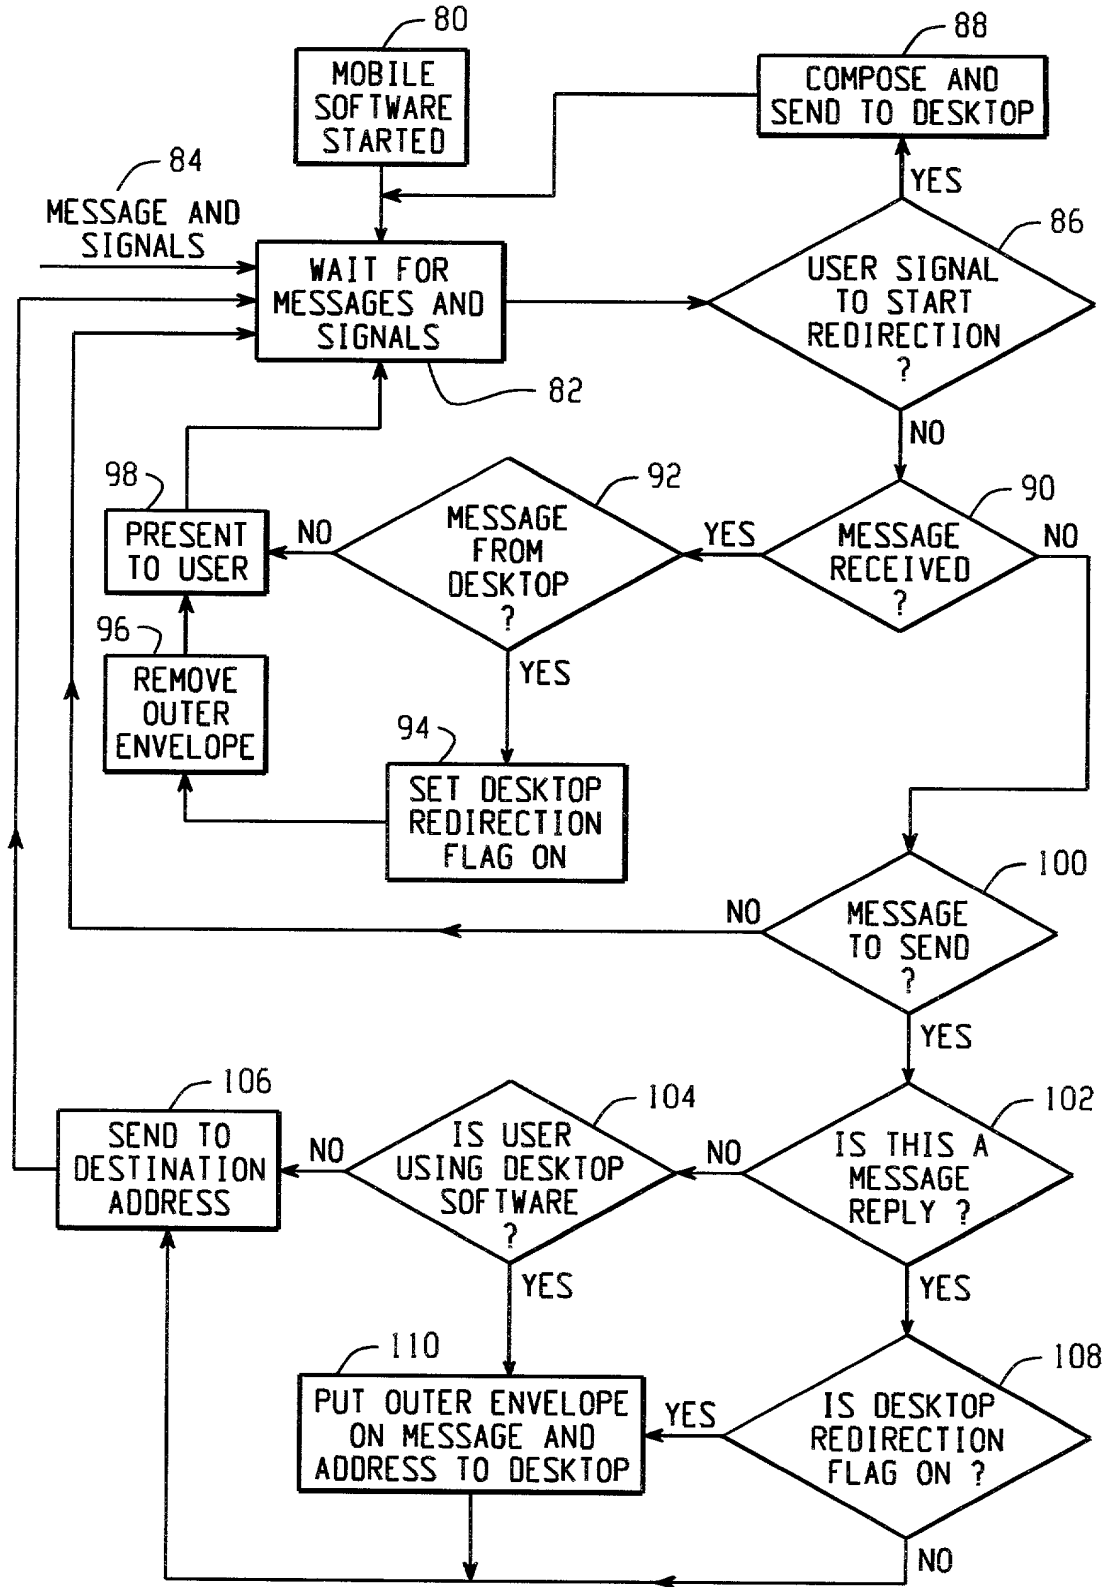 80
MOBILE
SOFTWARE
STARTED
88
COMPOSE AND
SEND TO DESKTOP
YES
84
MESSAGE AND
SIGNALS
WAIT FOR
MESSAGES AND
SIGNALS
82
86
USER SIGNAL
TO START
REDIRECTION
?
NO
98
PRESENT
TO USER
NO
92
MESSAGE
FROM
DESKTOP
?
YES
YES
90
MESSAGE
RECEIVED
?
NO
96
REMOVE
OUTER
ENVELOPE
94
SET DESKTOP
REDIRECTION
FLAG ON
100
MESSAGE
TO SEND
?
NO
YES
106
SEND TO
DESTINATION
ADDRESS
NO
104
IS USER
USING DESKTOP
SOFTWARE
?
YES
NO
102
IS THIS A
MESSAGE
REPLY ?
YES
110
PUT OUTER ENVELOPE
ON MESSAGE AND
ADDRESS TO DESKTOP
YES
108
IS DESKTOP
REDIRECTION
FLAG ON ?
NO